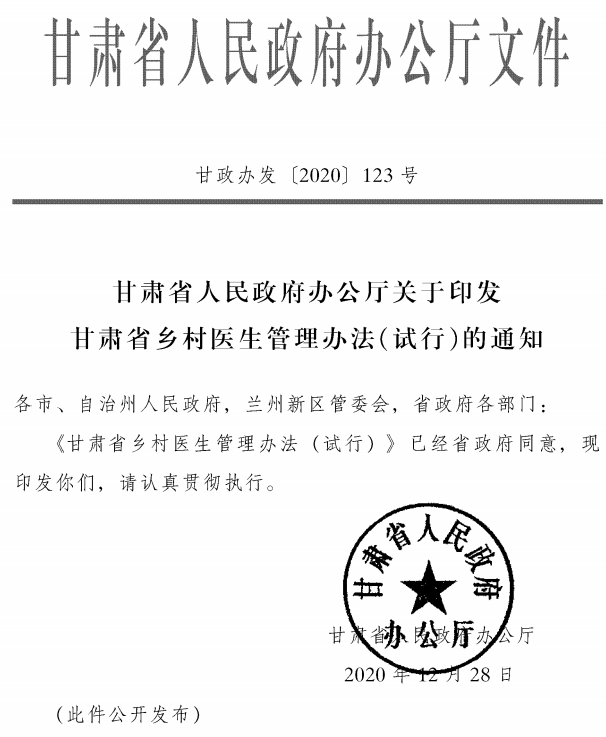 甘肃省人民政府办公厅文件
甘政办发〔2020〕123号
甘肃省人民政府办公厅关于印发
甘肃省乡村医生管理办法(试行)的通知
各市、自治州人民政府，兰州新区管委会，省政府各部门：
《甘肃省乡村医生管理办法（试行）》已经省政府同意，现
印发你们，请认真贯彻执行。
甘肃省人民政府
办公厅
甘肃省人民政府办公厅
2020年12月28日
（此件公开发布）